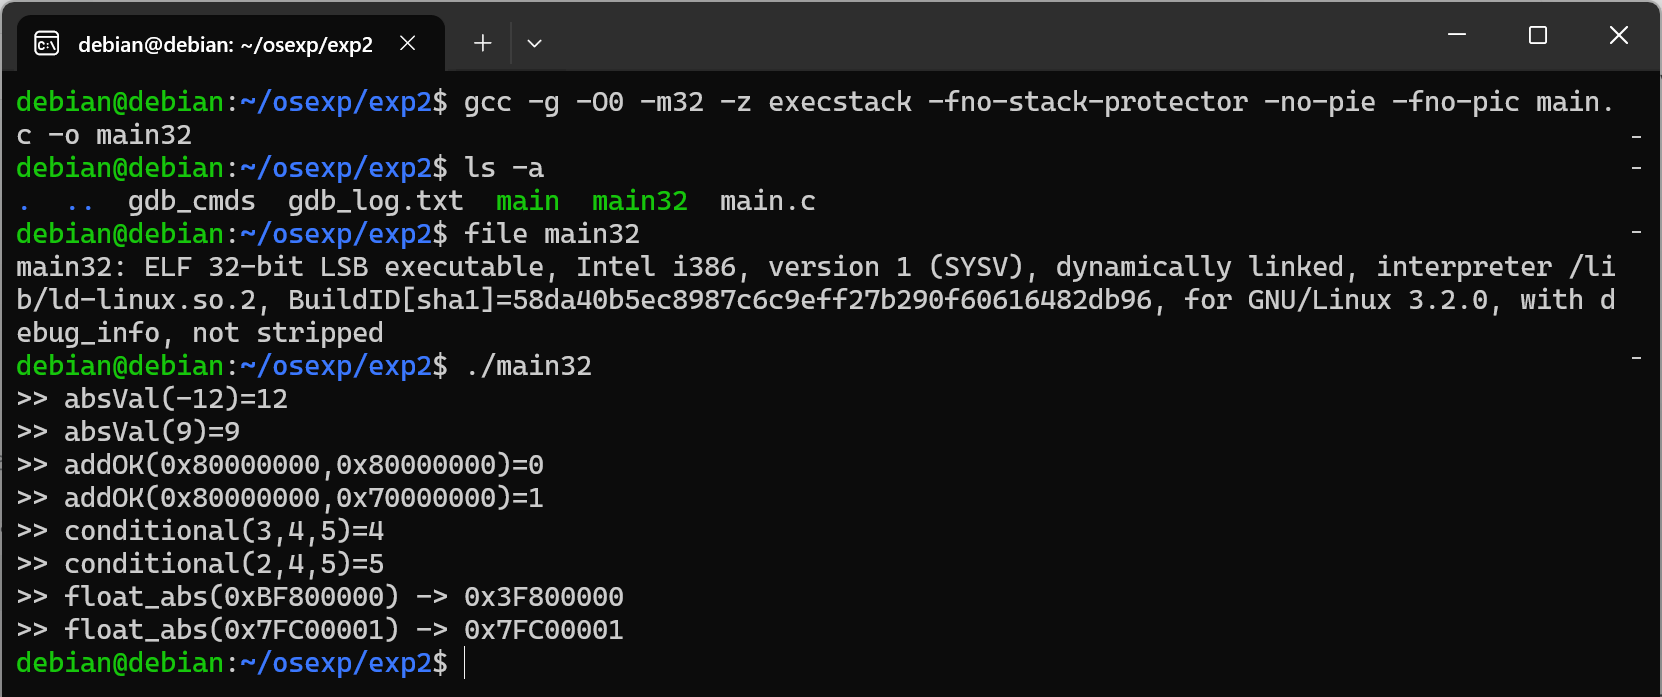 debian@debian: ~/osexp/exp2
debian@debian:~/osexp/exp2$ gcc -g -O0 -m32 -z execstack -fno-stack-protector -no-pie -fno-pic main.
c -o main32
debian@debian:~/osexp/exp2$ ls -a
.  ..  gdb_cmds  gdb_log.txt  main  main32  main.c
debian@debian:~/osexp/exp2$ file main32
main32: ELF 32-bit LSB executable, Intel i386, version 1 (SYSV), dynamically linked, interpreter /li
b/ld-linux.so.2, BuildID[sha1]=58da40b5ec8987c6c9eff27b290f60616482db96, for GNU/Linux 3.2.0, with d
ebug_info, not stripped
debian@debian:~/osexp/exp2$ ./main32
>> absVal(-12)=12
>> absVal(9)=9
>> addOK(0x80000000,0x80000000)=0
>> addOK(0x80000000,0x70000000)=1
>> conditional(3,4,5)=4
>> conditional(2,4,5)=5
>> float_abs(0xBF800000) -> 0x3F800000
>> float_abs(0x7FC00001) -> 0x7FC00001
debian@debian:~/osexp/exp2$